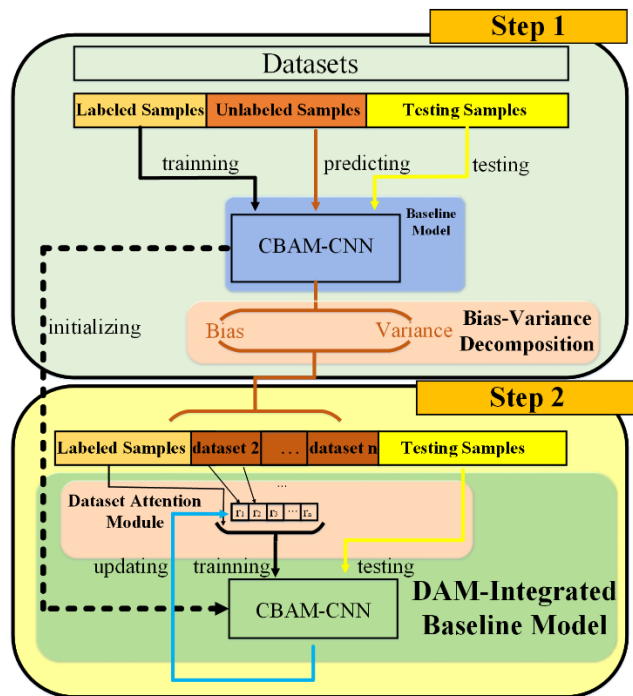 Step 1
Datasets
Labeled Samples Unlabeled Samples Testing Samples
trainning predicting testing
Baseline
Model
CBAM-CNN
initializing
Bias Variance
Bias-Variance
Decomposition
Step 2
Labeled Samples dataset 2 ... dataset n Testing Samples
...
Dataset Attention
Module
r₁ r₂ r₃ ... rₙ
updating trainning testing
CBAM-CNN
DAM-Integrated
Baseline Model